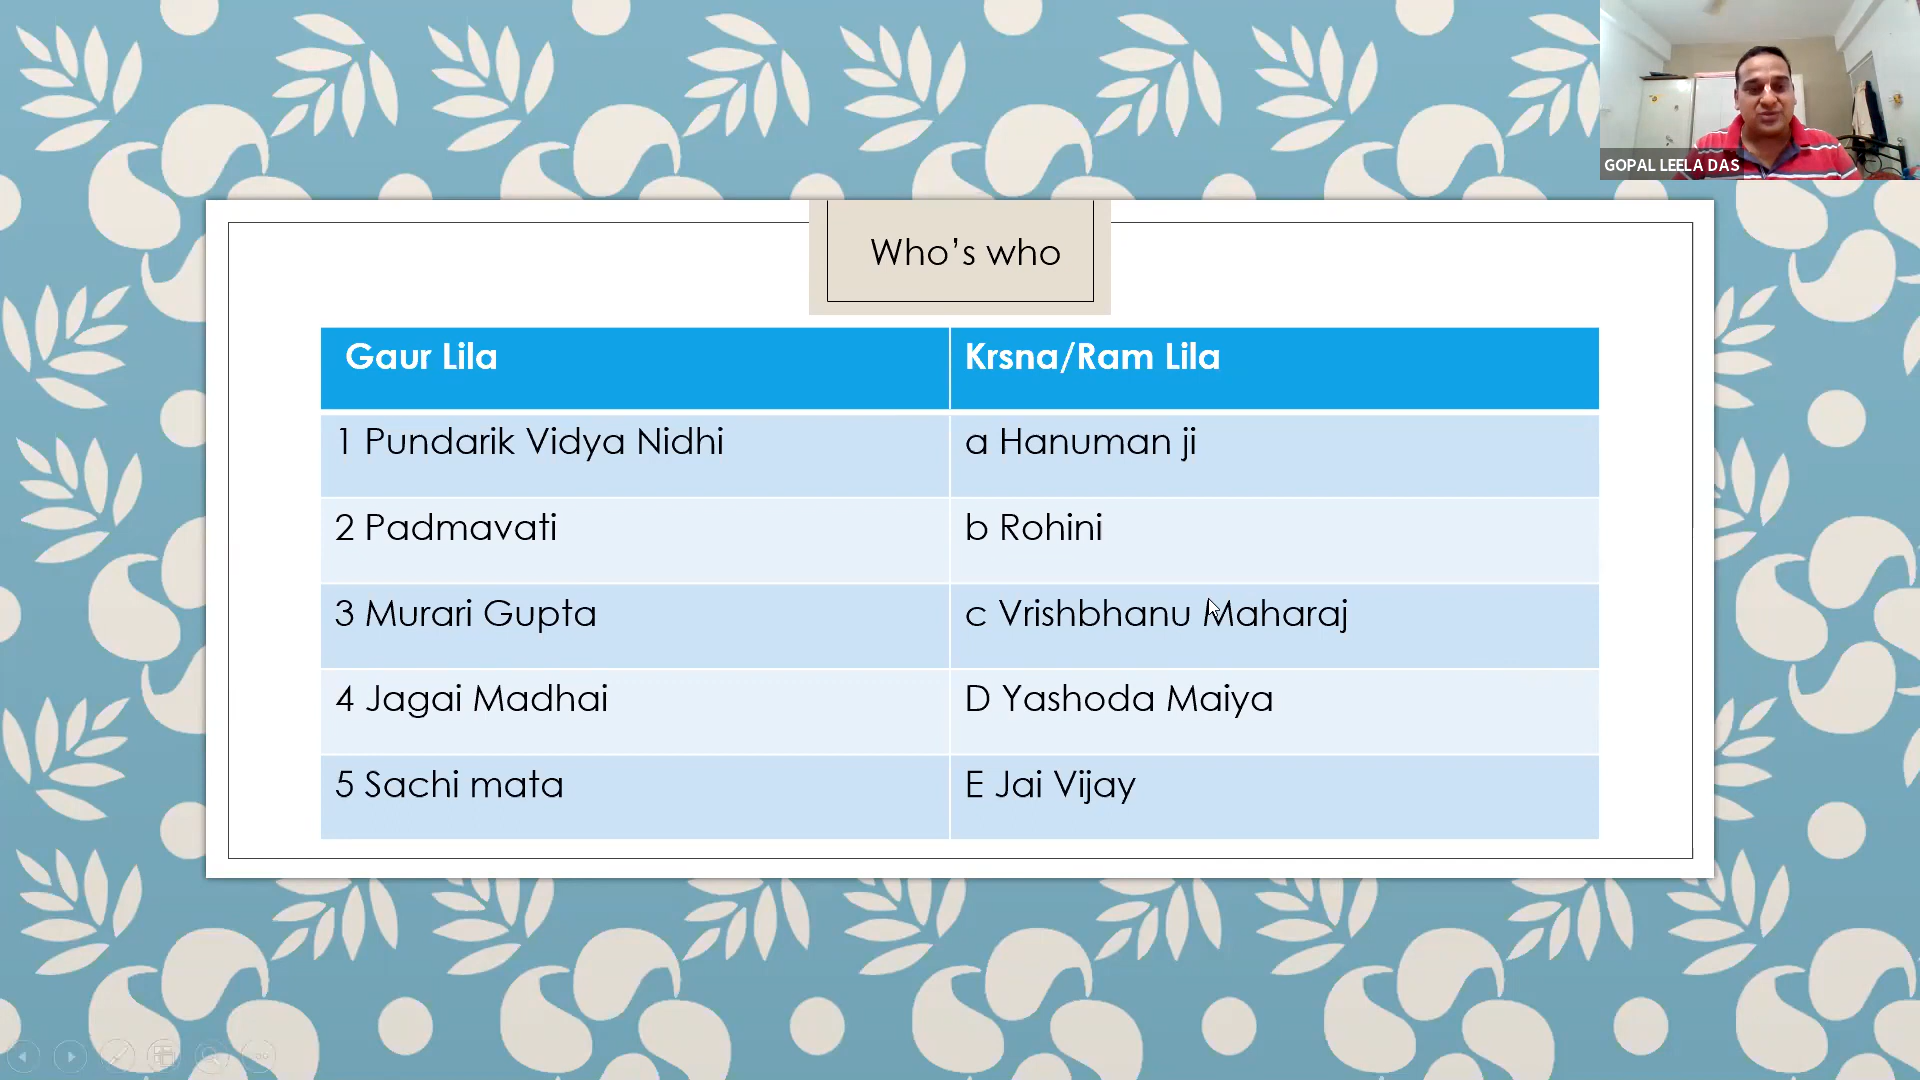 GOPAL LEELA DAS
Who’s who
Gaur Lila
Krsna/Ram Lila
1 Pundarik Vidya Nidhi
a Hanuman ji
2 Padmavati
b Rohini
3 Murari Gupta
c Vrishbhanu Maharaj
4 Jagai Madhai
D Yashoda Maiya
5 Sachi mata
E Jai Vijay